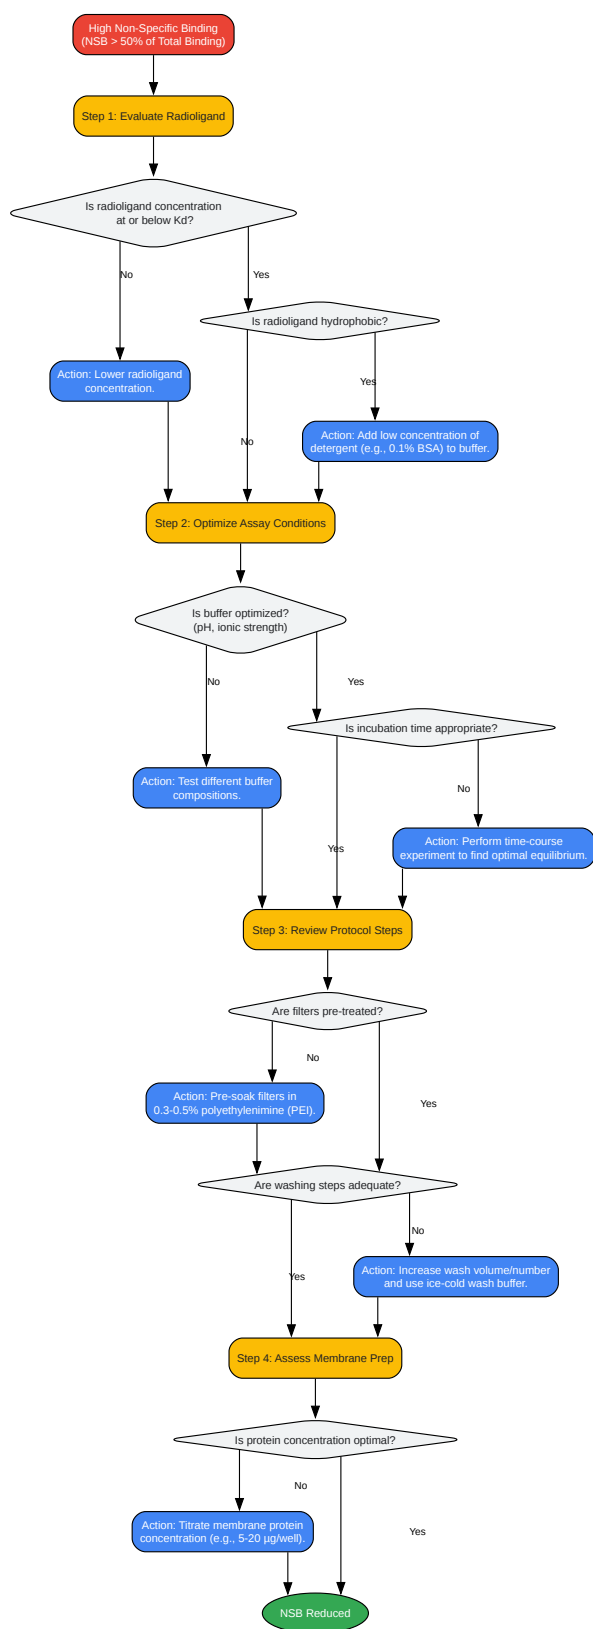 High Non-Specific Binding
(NSB > 50% of Total Binding)
Step 1: Evaluate Radioligand
Is radioligand concentration
at or below Kd?
No
Yes
Is radioligand hydrophobic?
Action: Lower radioligand
concentration.
Yes
No
Action: Add low concentration of
detergent (e.g., 0.1% BSA) to buffer.
Step 2: Optimize Assay Conditions
Is buffer optimized?
(pH, ionic strength)
No
Yes
Is incubation time appropriate?
Action: Test different buffer
compositions.
No
Yes
Action: Perform time-course
experiment to find optimal equilibrium.
Step 3: Review Protocol Steps
Are filters pre-treated?
No
Action: Pre-soak filters in
0.3-0.5% polyethylenimine (PEI).
Yes
Are washing steps adequate?
No
Yes
Action: Increase wash volume/number
and use ice-cold wash buffer.
Step 4: Assess Membrane Prep
Is protein concentration optimal?
No
Action: Titrate membrane protein
concentration (e.g., 5-20 µg/well).
Yes
NSB Reduced